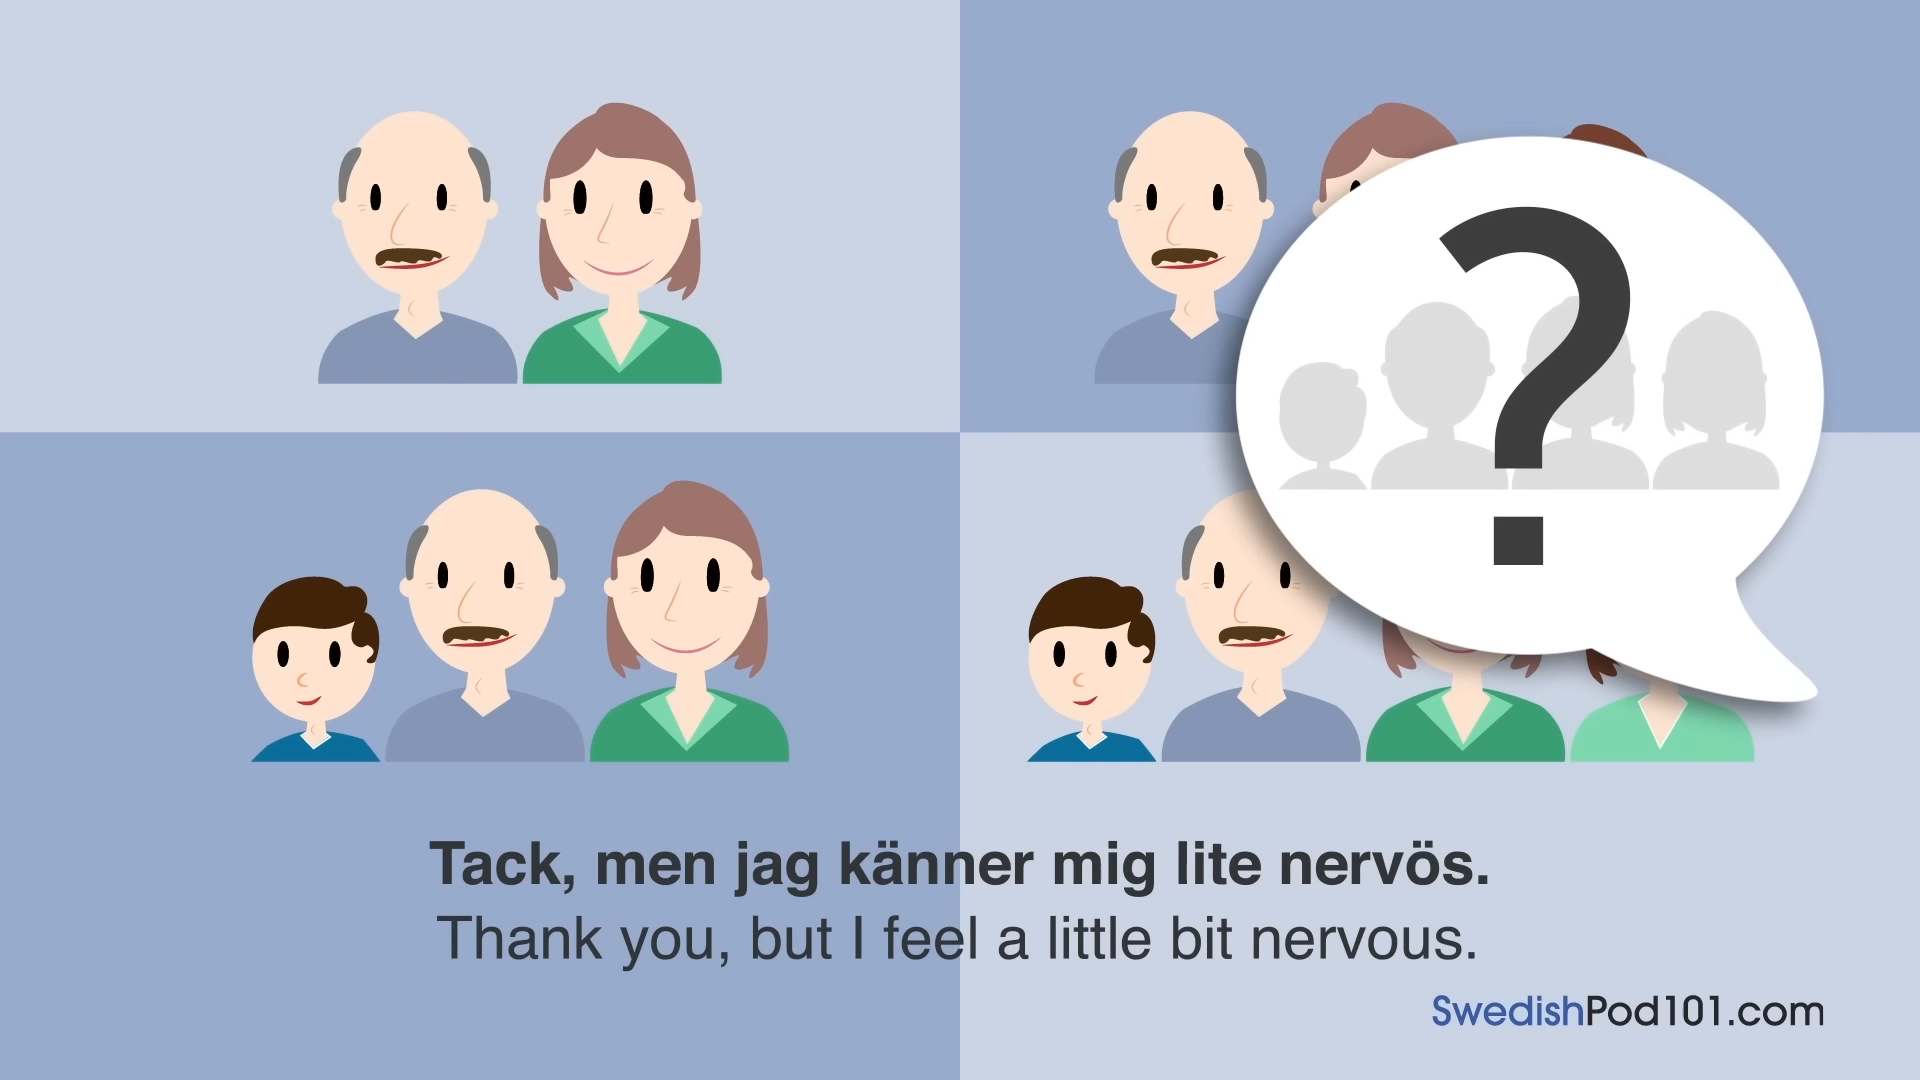 ?
Tack, men jag känner mig lite nervös.
Thank you, but I feel a little bit nervous.
SwedishPod101.com